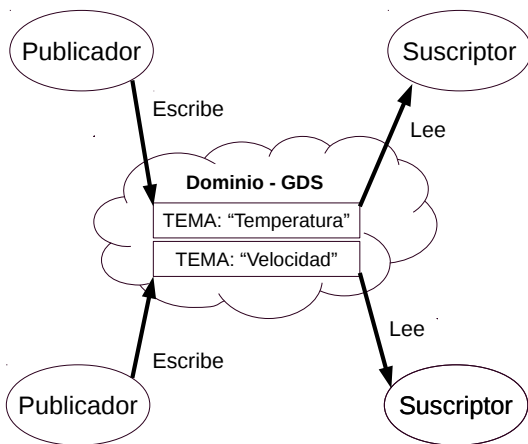 Publicador
Suscriptor
Escribe
Lee
Dominio - GDS
TEMA: “Temperatura”
TEMA: “Velocidad”
Lee
Escribe
Publicador
Suscriptor